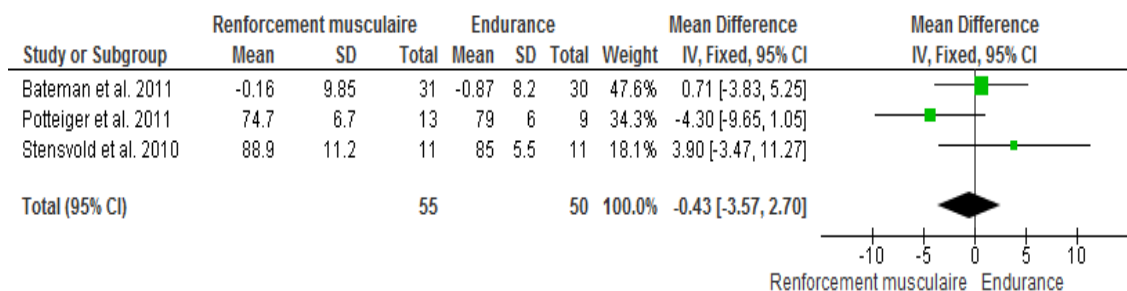 Renforcement musculaire Endurance Mean Difference Mean Difference
Study or Subgroup Mean SD Total Mean SD Total Weight IV, Fixed, 95% CI IV, Fixed, 95% CI
Bateman et al. 2011 -0.16 9.85 31 -0.87 8.2 30 47.6% 0.71 [-3.83, 5.25]
Potteiger et al. 2011 74.7 6.7 13 79 6 9 34.3% -4.30 [-9.65, 1.05]
Stensvold et al. 2010 88.9 11.2 11 85 5.5 11 18.1% 3.90 [-3.47, 11.27]
Total (95% CI) 55 50 100.0% -0.43 [-3.57, 2.70]
-10 -5 0 5 10
Renforcement musculaire Endurance